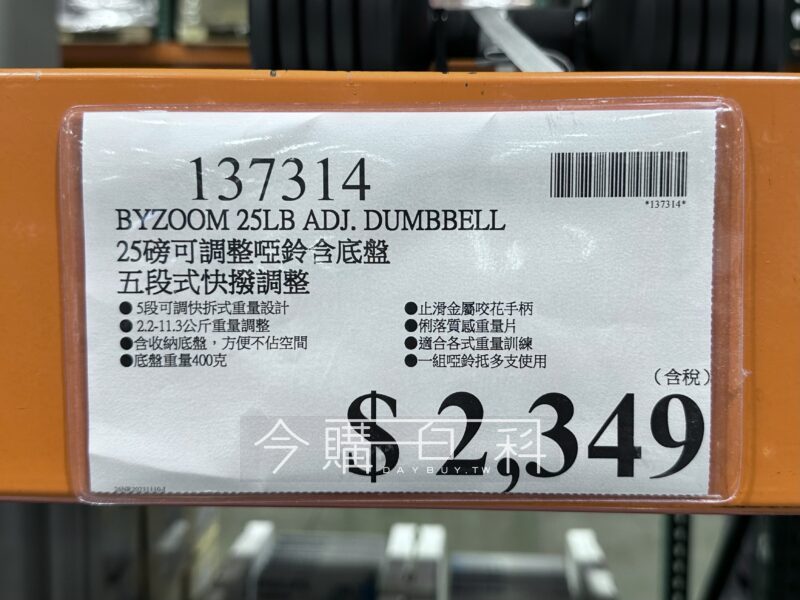 137314
*137314*
BYZOOM 25LB ADJ. DUMBBELL
25磅可調整啞鈴含底盤
五段式快撥調整
● 5段可調快拆式重量設計
● 2.2-11.3公斤重量調整
●含收納底盤，方便不佔空間
●底盤重量400克
●止滑金屬咬花手柄
●俐落質感重量片
●適合各式重量訓練
●一組啞鈴抵多支使用
（含稅）
$ 2,349
今購百科
TDAYBUY.TW